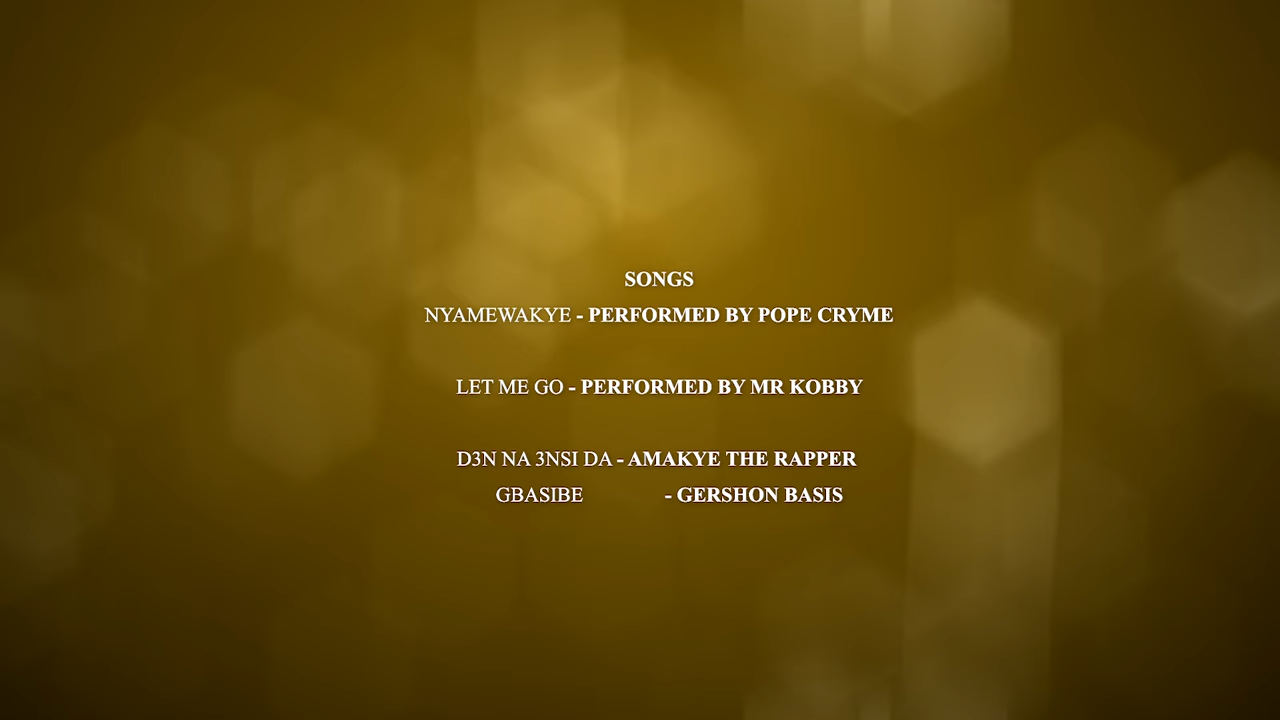 SONGS
NYAMEWAKYE - PERFORMED BY POPE CRYME
LET ME GO - PERFORMED BY MR KOBBY
D3N NA 3NSI DA - AMAKYE THE RAPPER
GBASIBE - GERSHON BASIS